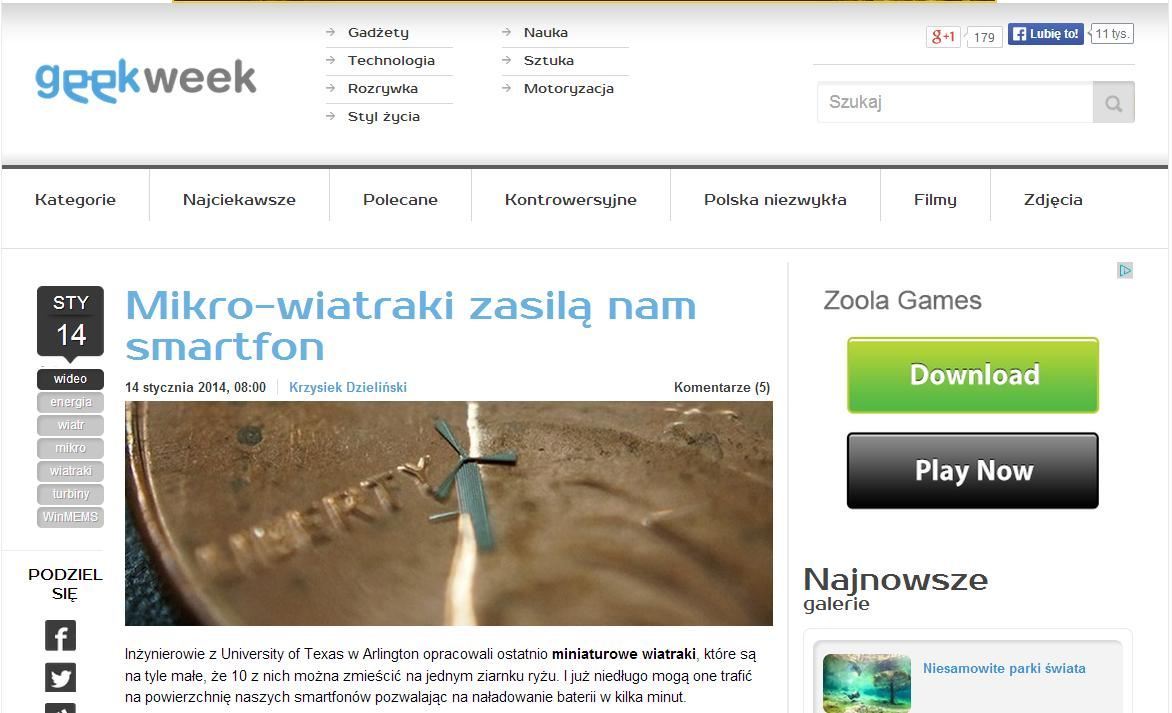 geekweek
Gadżety
Technologia
Rozrywka
Styl życia
Nauka
Sztuka
Motoryzacja
g+1
179
Lubię to!
11 tys.
Szukaj
Kategorie
Najciekawsze
Polecane
Kontrowersyjne
Polska niezwykła
Filmy
Zdjęcia
STY
14
wideo
energia
wiatr
mikro
wiatraki
turbiny
WinMEMS
PODZIEL
SIĘ
Mikro-wiatraki zasilą nam
smartfon
14 stycznia 2014, 08:00 Krzysiek Dzieliński Komentarze (5)
LIBERTY
Inżynierowie z University of Texas w Arlington opracowali ostatnio miniaturowe wiatraki, które są
na tyle małe, że 10 z nich można zmieścić na jednym ziarnku ryżu. I już niedługo mogą one trafić
na powierzchnię naszych smartfonów pozwalając na naładowanie baterii w kilka minut.
Zoola Games
Download
Play Now
Najnowsze
galerie
Niesamowite parki świata